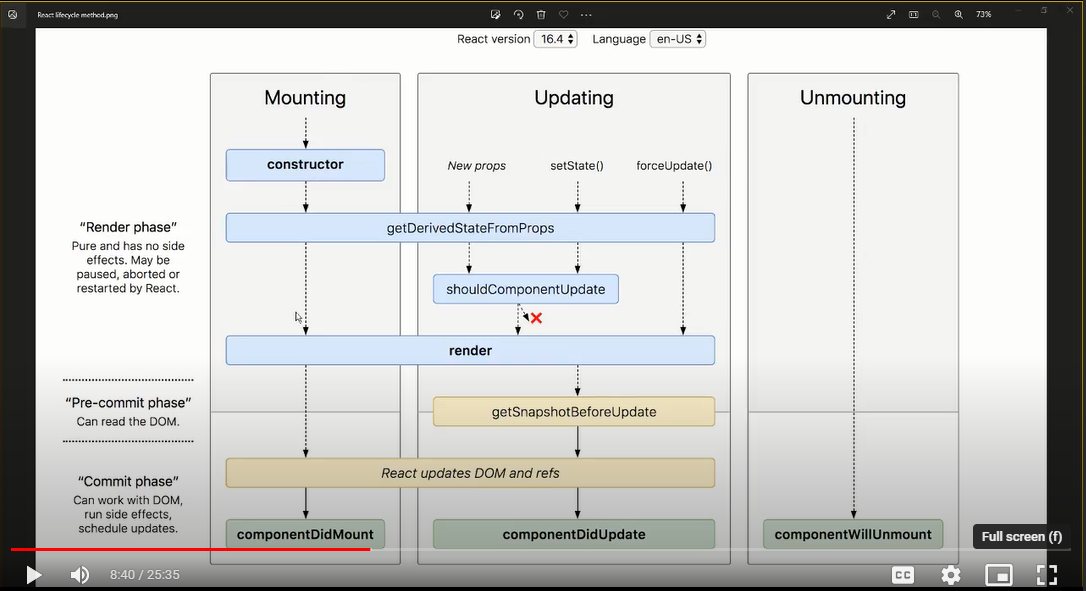 React lifecycle method.png
73%
React version 16.4 Language en-US
Mounting
Updating
Unmounting
constructor
New props
setState()
forceUpdate()
“Render phase”
Pure and has no side
effects. May be
paused, aborted or
restarted by React.
getDerivedStateFromProps
shouldComponentUpdate
render
“Pre-commit phase”
Can read the DOM.
getSnapshotBeforeUpdate
“Commit phase”
Can work with DOM,
run side effects,
schedule updates.
React updates DOM and refs
componentDidMount
componentDidUpdate
componentWillUnmount
Full screen (f)
8:40 / 25:35
CC